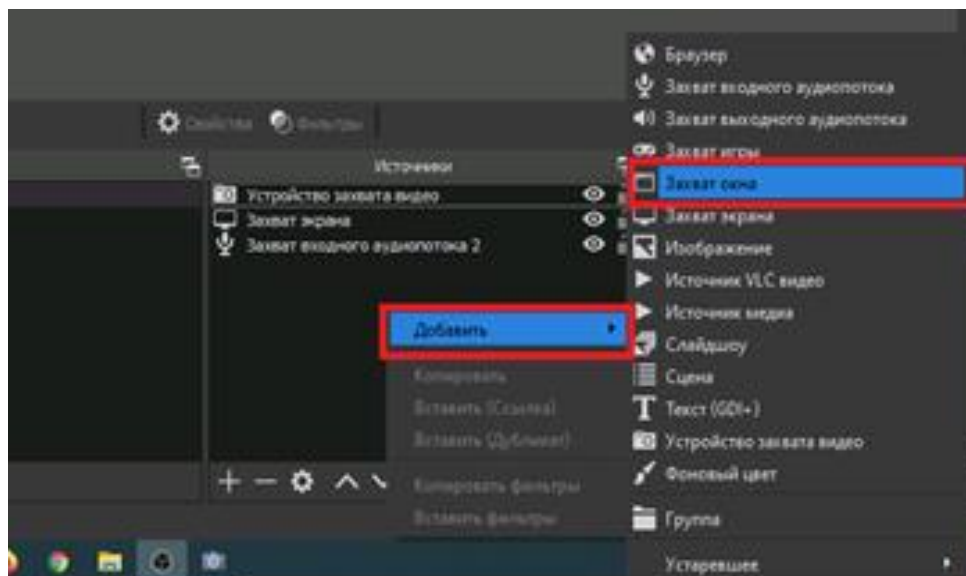 Свойства Фильтры
Источники
Устройство захвата видео
Захват экрана
Захват входного аудиопотока 2
Добавить
Копировать
Вставить (Ссылка)
Вставить (Дубликат)
Копировать фильтры
Вставить фильтры
Браузер
Захват входного аудиопотока
Захват выходного аудиопотока
Захват игры
Захват окна
Захват экрана
Изображение
Источник VLC видео
Источник медиа
Слайдшоу
Сцена
Текст (GDI+)
Устройство захвата видео
Фоновый цвет
Группа
Устаревшее